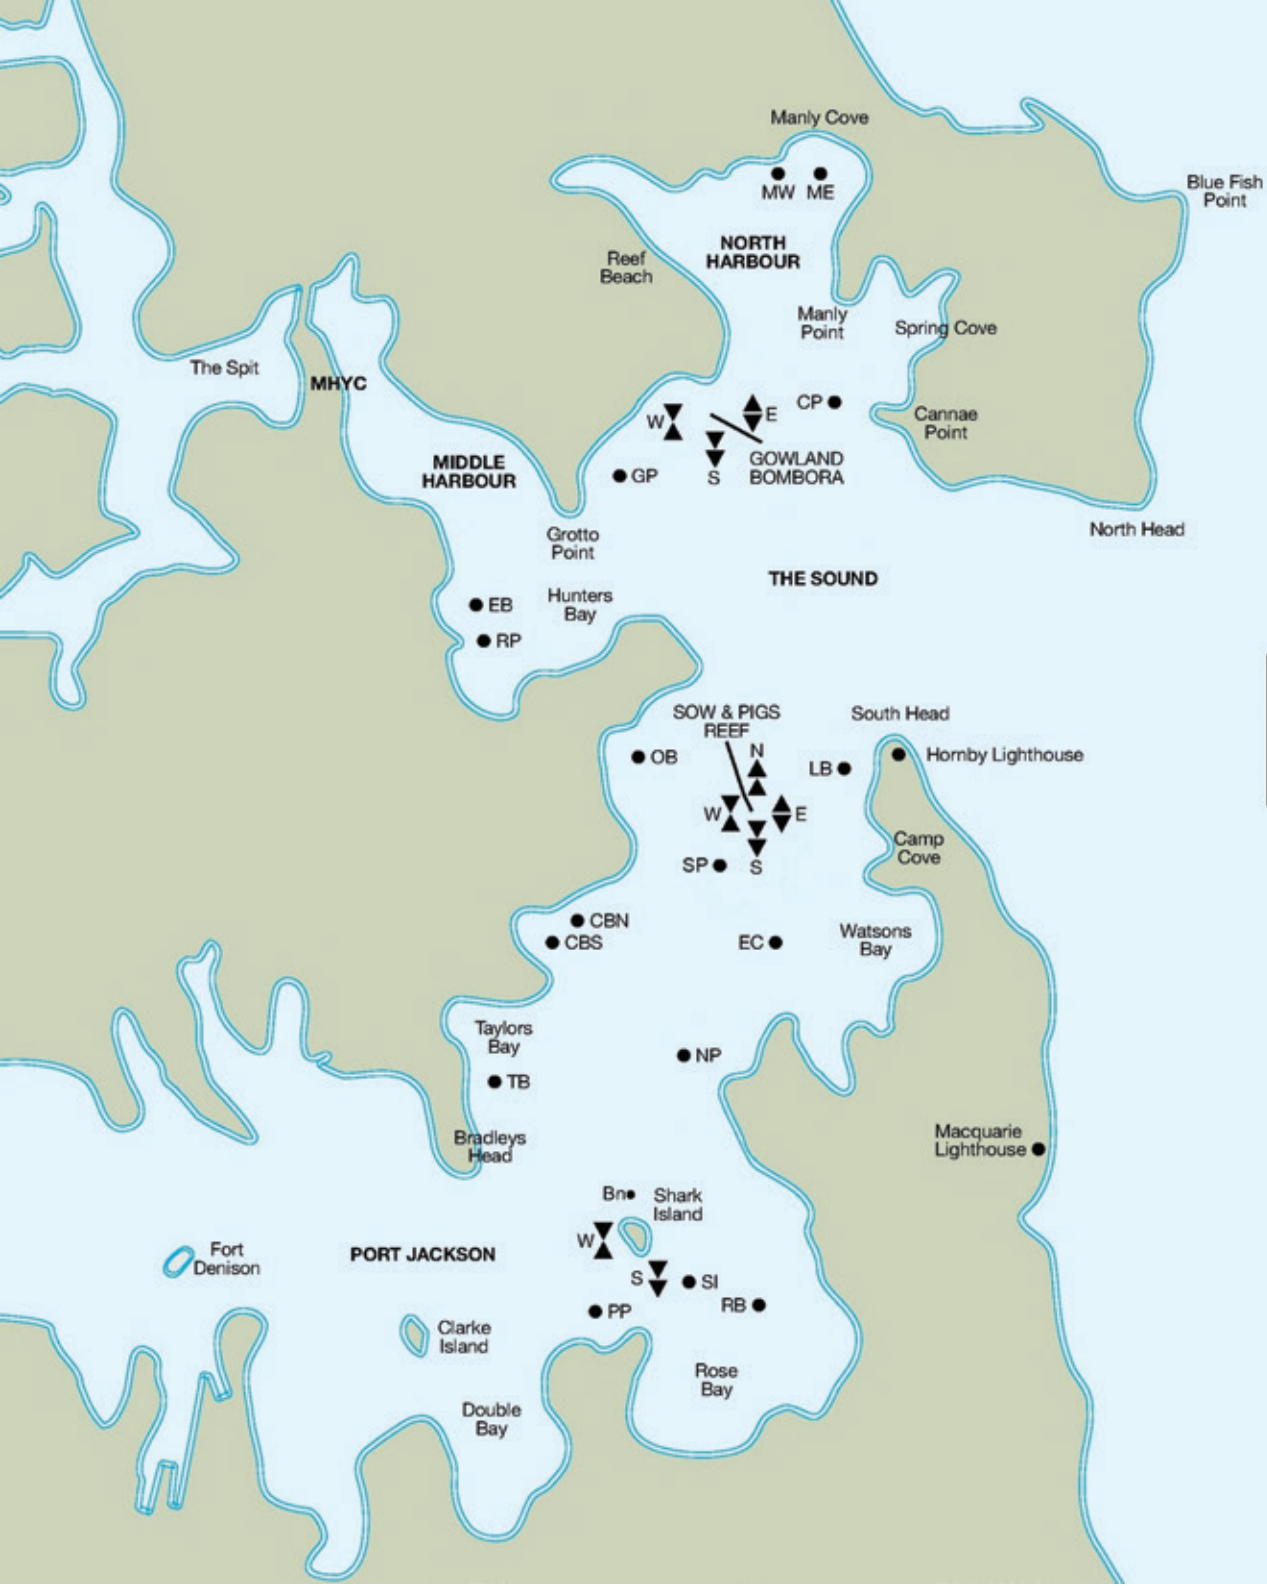 Manly Cove
MW ME
Blue Fish
Point
NORTH
HARBOUR
Reef
Beach
Manly
Point
Spring Cove
The Spit
MHYC
CP
Cannae
Point
W
E
GOWLAND
BOMBORA
S
GP
MIDDLE
HARBOUR
North Head
Grotto
Point
THE SOUND
Hunters
Bay
EB
RP
SOW & PIGS
REEF
South Head
N
OB
LB
Hornby Lighthouse
W
E
Camp
Cove
SP
S
CBN
CBS
EC
Watsons
Bay
Taylors
Bay
NP
TB
Bradleys
Head
Macquarie
Lighthouse
Bn
Shark
Island
W
Fort
Denison
PORT JACKSON
S
SI
RB
PP
Clarke
Island
Rose
Bay
Double
Bay